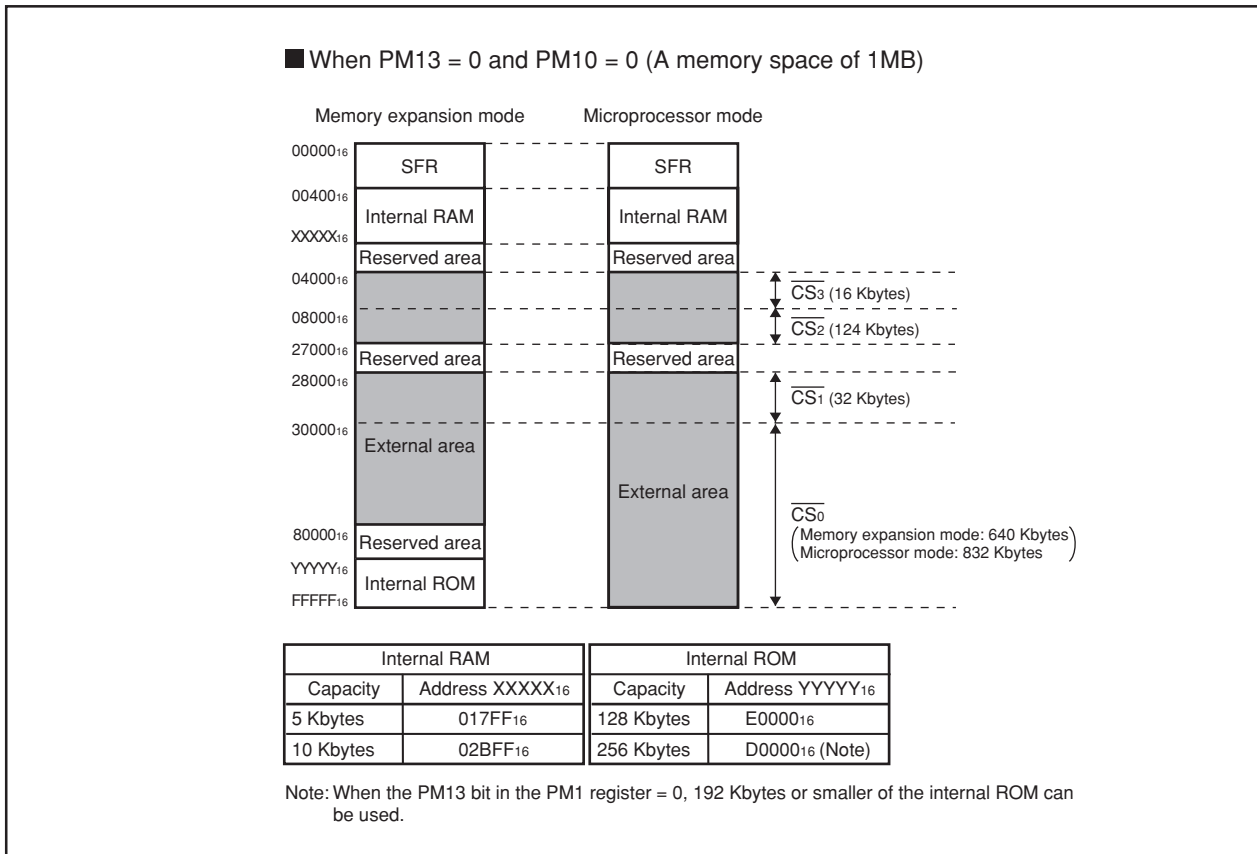 ■ When PM13 = 0 and PM10 = 0 (A memory space of 1MB)
Memory expansion mode
Microprocessor mode
00000₁₆
SFR
SFR
00400₁₆
Internal RAM
Internal RAM
XXXXX₁₆
Reserved area
Reserved area
04000₁₆
CS3 (16 Kbytes)
08000₁₆
CS2 (124 Kbytes)
27000₁₆
Reserved area
Reserved area
28000₁₆
CS1 (32 Kbytes)
30000₁₆
External area
External area
CS0
(Memory expansion mode: 640 Kbytes
Microprocessor mode: 832 Kbytes)
80000₁₆
Reserved area
YYYYY₁₆
Internal ROM
FFFFF₁₆
Internal RAM
Internal ROM
Capacity Address XXXXX₁₆ Capacity Address YYYYY₁₆
5 Kbytes 017FF₁₆ 128 Kbytes E0000₁₆
10 Kbytes 02BFF₁₆ 256 Kbytes D0000₁₆ (Note)
Note: When the PM13 bit in the PM1 register = 0, 192 Kbytes or smaller of the internal ROM can
be used.